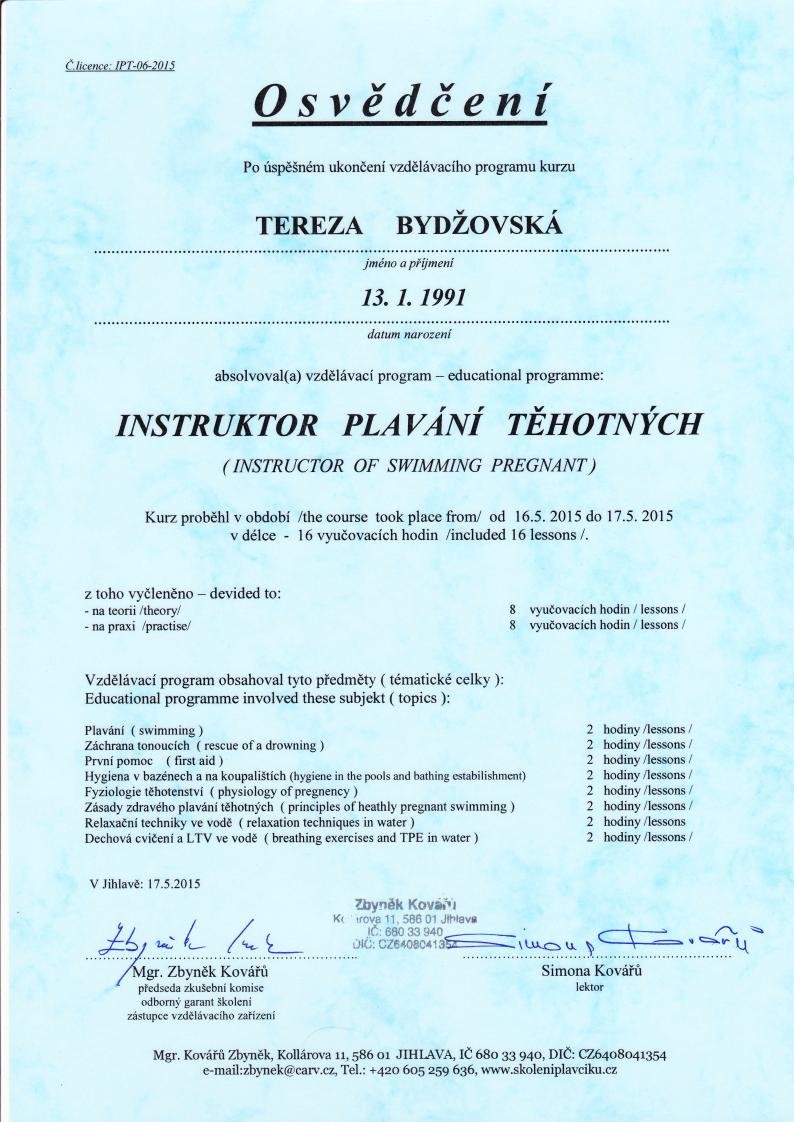 Č.licence: IPT-06-2015
Osvědčení
Po úspěšném ukončení vzdělávacího programu kurzu
TEREZA BYDŽOVSKÁ
jméno a příjmení
13. 1. 1991
datum narození
absolvoval(a) vzdělávací program – educational programme:
INSTRUKTOR PLAVÁNÍ TĚHOTNÝCH
( INSTRUCTOR OF SWIMMING PREGNANT )
Kurz proběhl v období /the course took place from/ od 16.5. 2015 do 17.5. 2015
v délce - 16 vyučovacích hodin /included 16 lessons /.
z toho vyčleněno – devided to:
- na teorii /theory/ 8 vyučovacích hodin / lessons /
- na praxi /practise/ 8 vyučovacích hodin / lessons /
Vzdělávací program obsahoval tyto předměty ( tématické celky ):
Educational programme involved these subjekt ( topics ):
Plavání ( swimming ) 2 hodiny /lessons /
Záchrana tonoucích ( rescue of a drowning ) 2 hodiny /lessons /
První pomoc ( first aid ) 2 hodiny /lessons /
Hygiena v bazénech a na koupalištích (hygiene in the pools and bathing estabilishment) 2 hodiny /lessons /
Fyziologie těhotenství ( physiology of pregnency ) 2 hodiny /lessons /
Zásady zdravého plavání těhotných ( principles of heathly pregnant swimming ) 2 hodiny /lessons /
Relaxační techniky ve vodě ( relaxation techniques in water ) 2 hodiny /lessons
Dechová cvičení a LTV ve vodě ( breathing exercises and TPE in water ) 2 hodiny /lessons /
V Jihlavě: 17.5.2015
Zbyněk Kovářů
11, 586 01 Jihlava
IČ: 680 33 940
DIČ: CZ6408041354
Simona Kovářů
Mgr. Zbyněk Kovářů
předseda zkušební komise
odborný garant školení
zástupce vzdělávacího zařízení
Simona Kovářů
lektor
Mgr. Kovářů Zbyněk, Kollárova 11, 586 01 JIHLAVA, IČ 680 33 940, DIČ: CZ6408041354
e-mail:zbynek@carv.cz, Tel.: +420 605 259 636, www.skoleniplavciku.cz